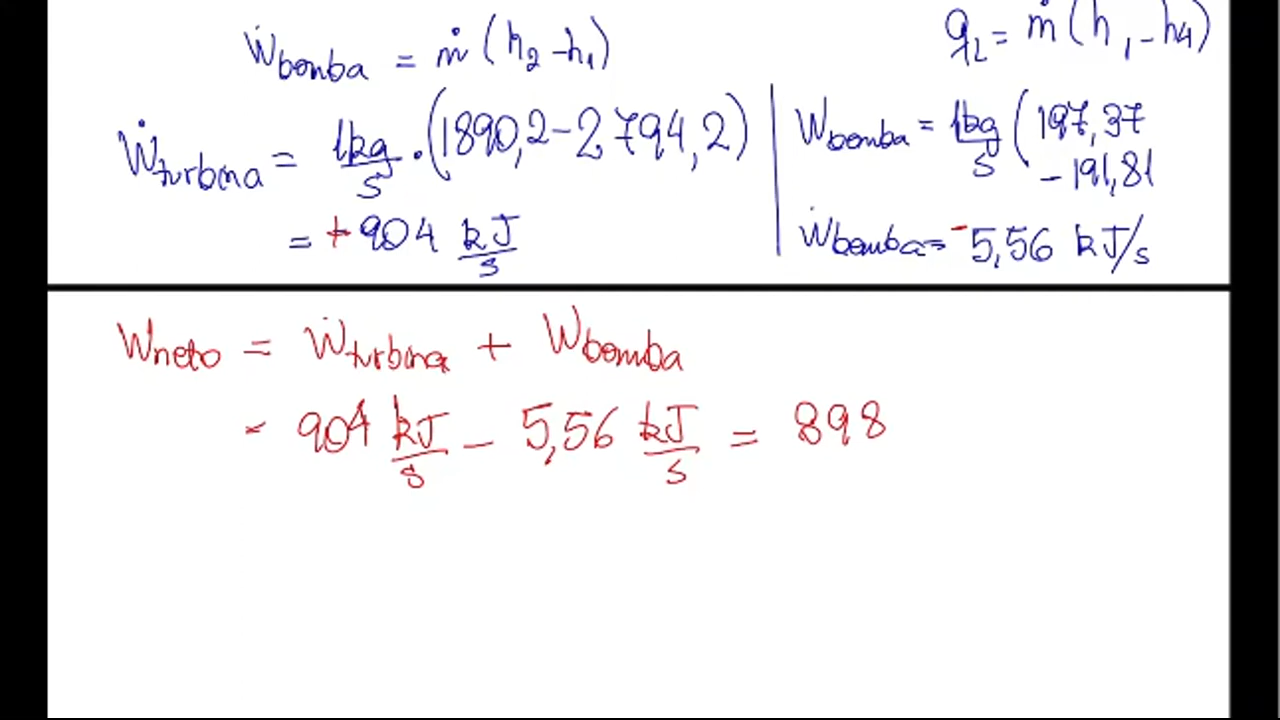 Ẇbomba = ṁ (h2 - h1)
qL = ṁ (h1 - h4)
Ẇturbina = 1kg/s . (1890,2 - 2794,2)
= +904 kJ/s
Wbomba = 1kg/s (197,37
- 191,81
Ẇbomba = -5,56 kJ/s
Wneto = Ẇturbina + Wbomba
= 904 kJ/s - 5,56 kJ/s = 898